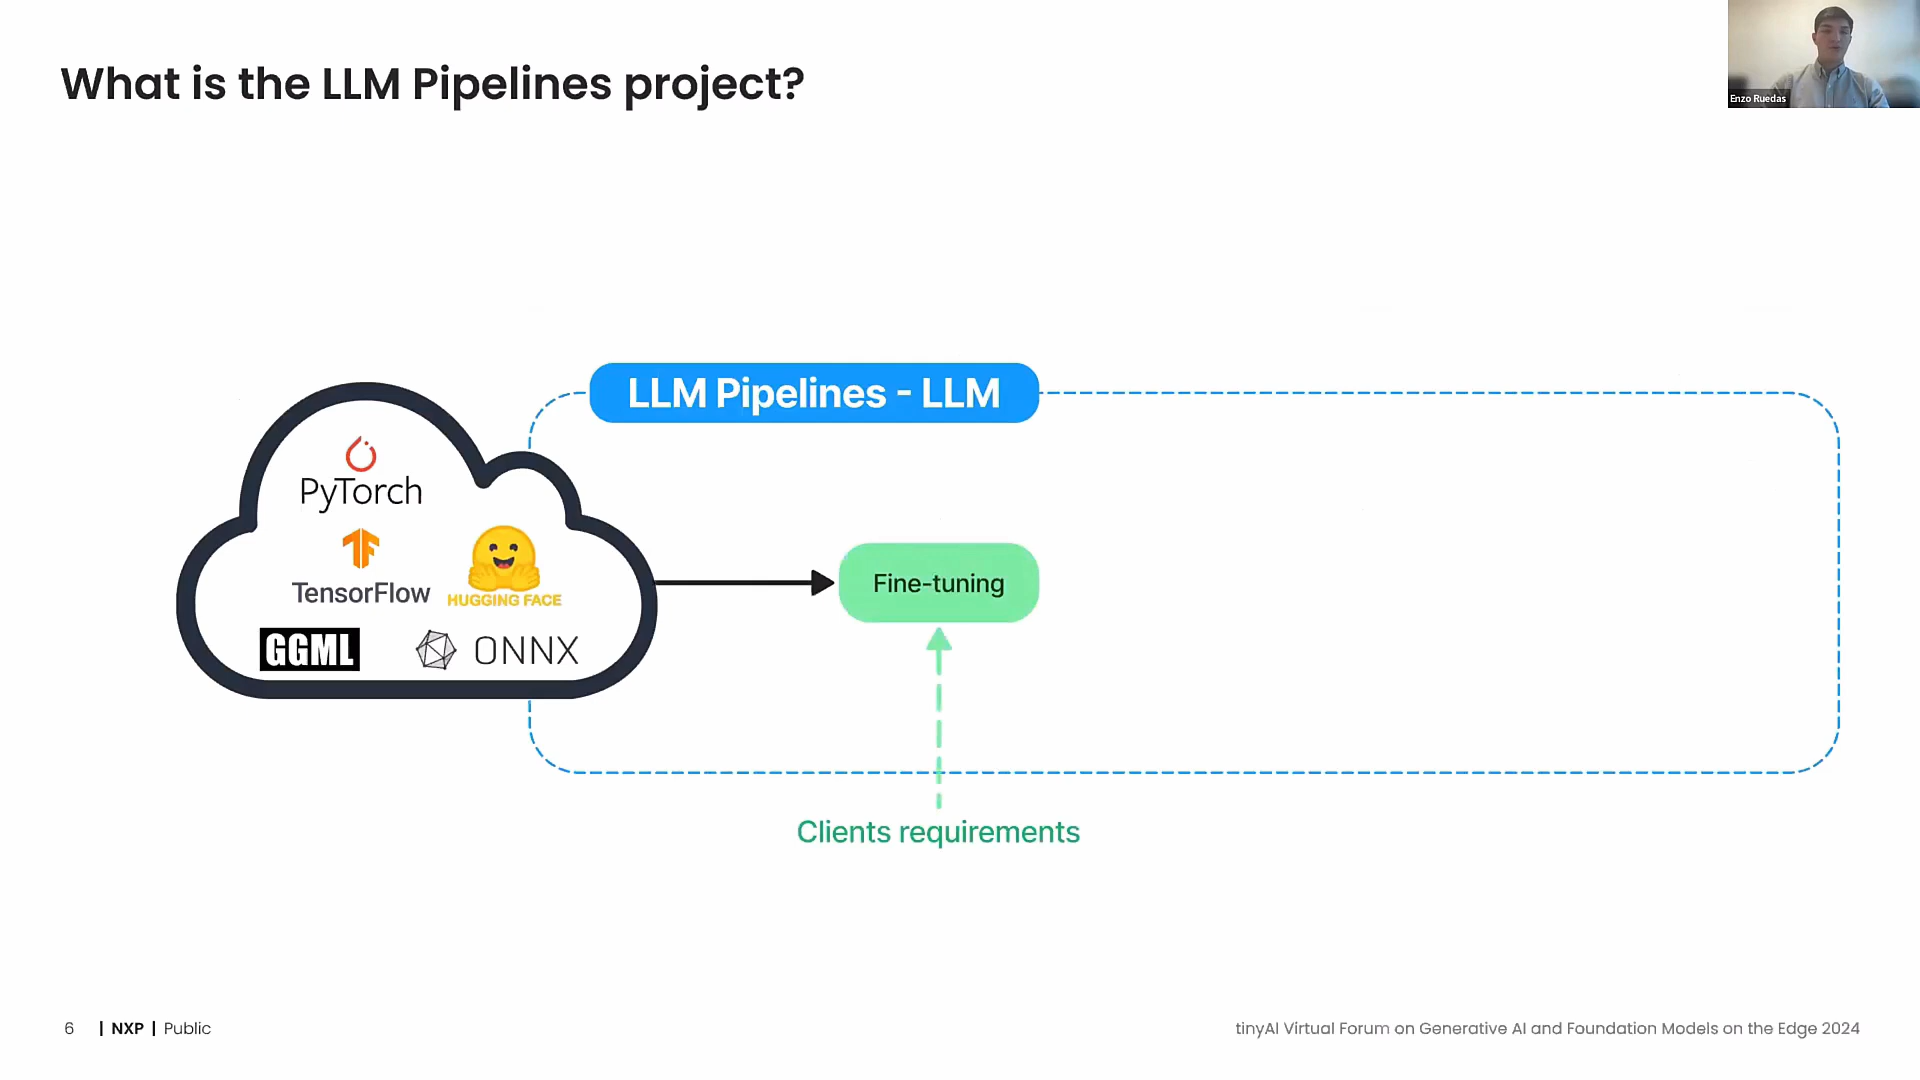 What is the LLM Pipelines project?
Enzo Ruedas
LLM Pipelines - LLM
PyTorch
TensorFlow
HUGGING FACE
GGML
ONNX
Fine-tuning
Clients requirements
6 | NXP | Public
tinyAI Virtual Forum on Generative AI and Foundation Models on the Edge 2024